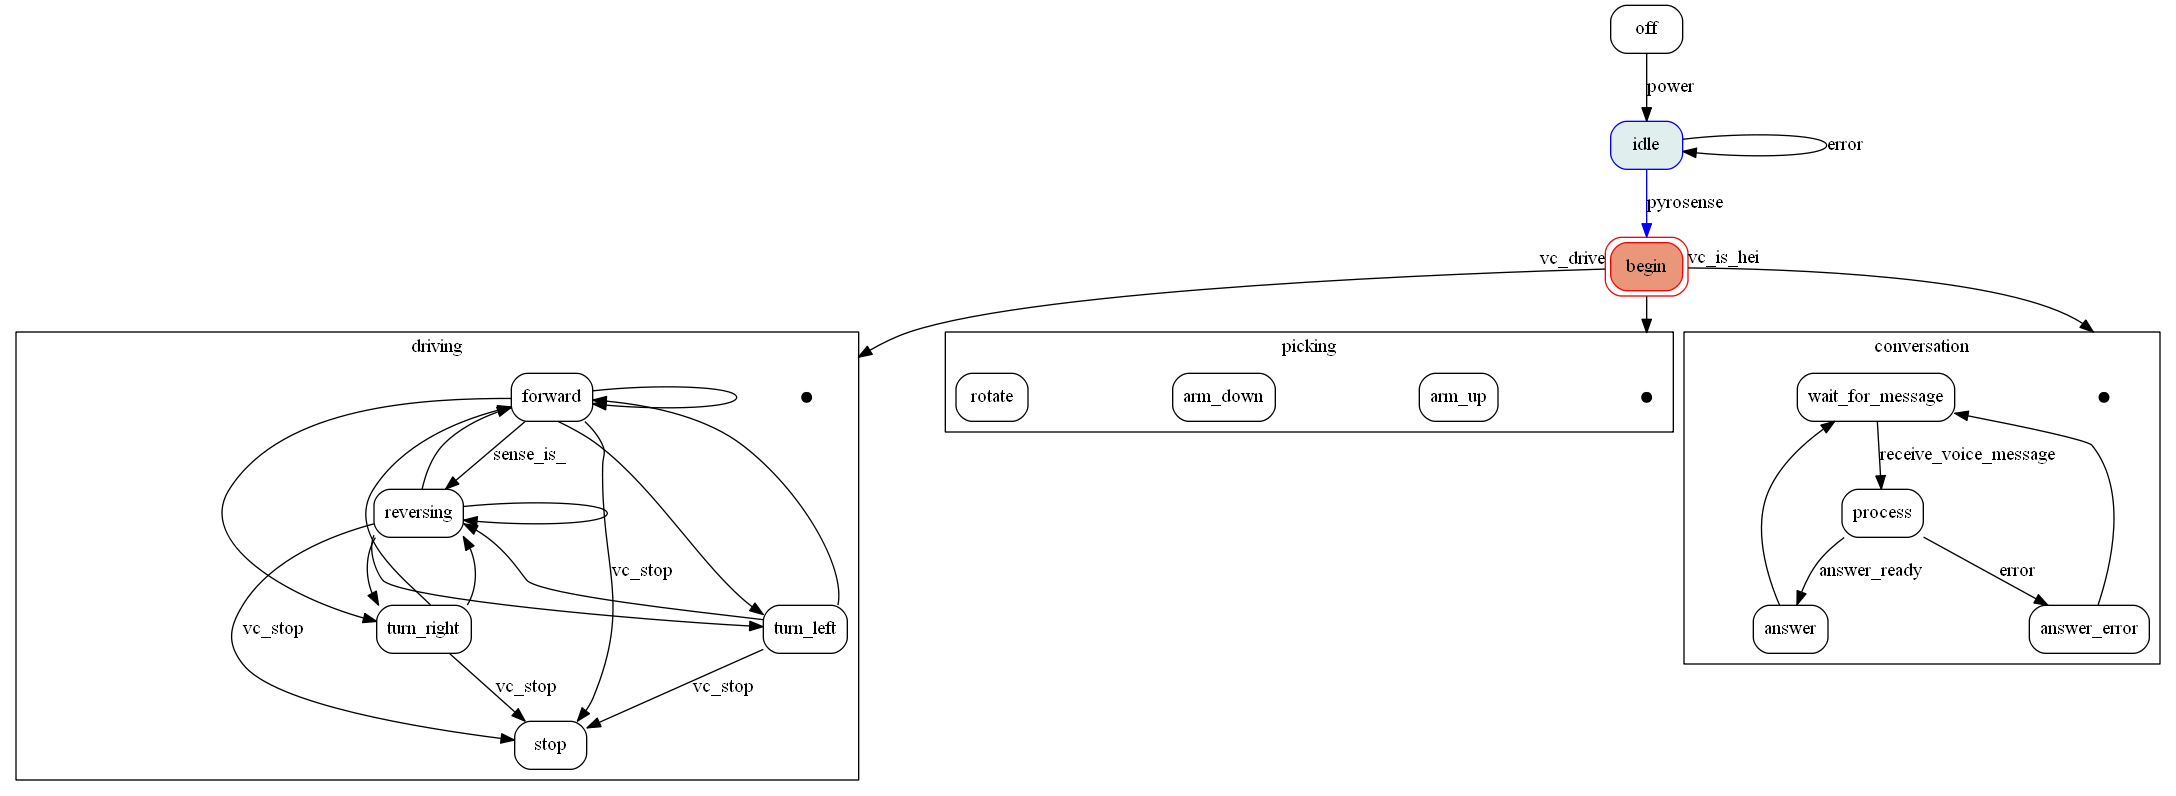 off
power
idle
error
pyrosense
vc_drive
begin
vc_is_hei
driving
picking
conversation
forward
rotate
arm_down
arm_up
wait_for_message
sense_is_
receive_voice_message
reversing
process
vc_stop
answer_ready
error
vc_stop
turn_right
turn_left
answer
answer_error
vc_stop
vc_stop
stop